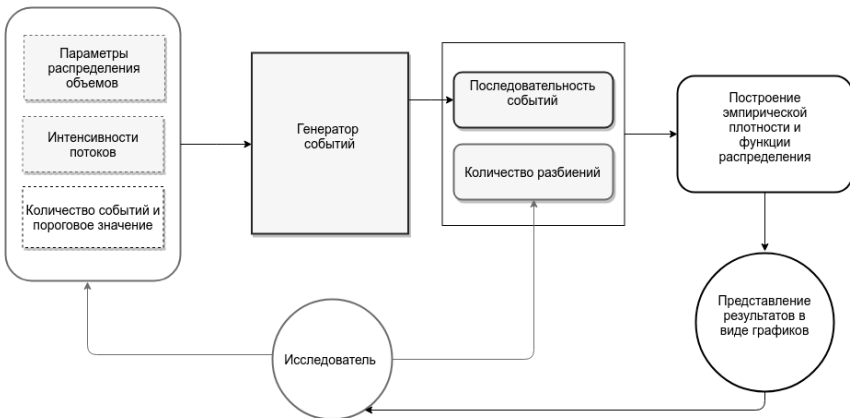 Параметры
распределения
объемов
Интенсивности
потоков
Количество событий и
пороговое значение
Генератор
событий
Последовательность
событий
Количество разбиений
Построение
эмпирической
плотности и
функции
распределения
Представление
результатов в
виде графиков
Исследователь